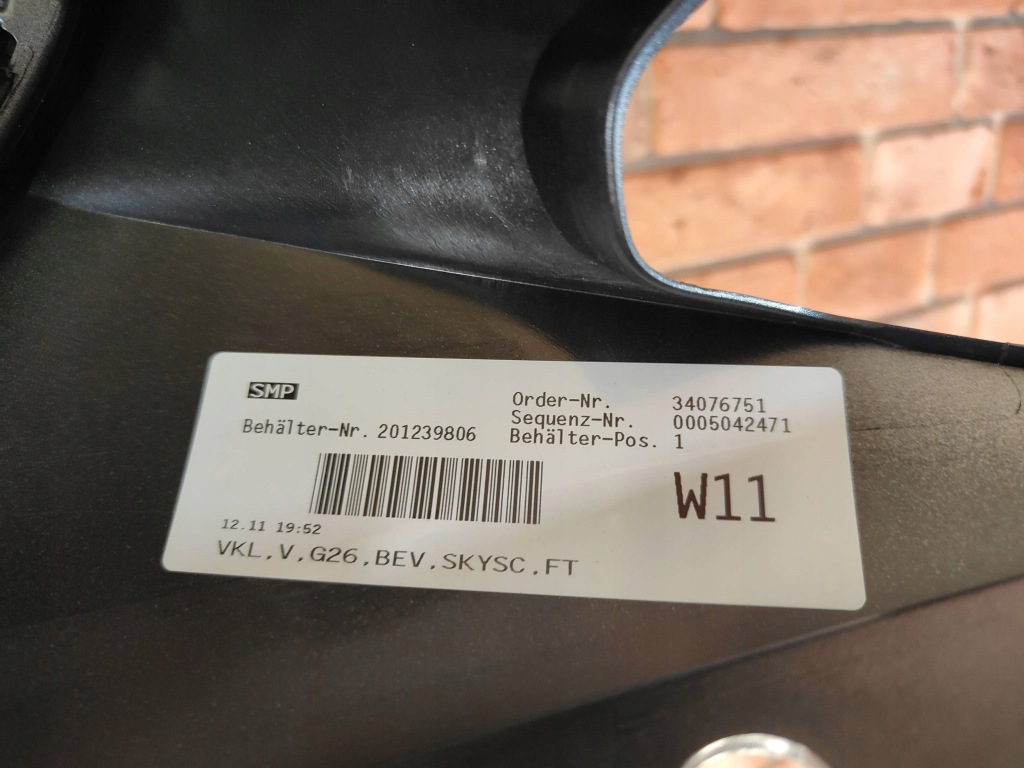 SMP
Order-Nr. 34076751
Sequenz-Nr. 0005042471
Behälter-Nr. 201239806
Behälter-Pos. 1
W11
12.11 19:52
VKL,V,G26,BEV,SKYSC,FT